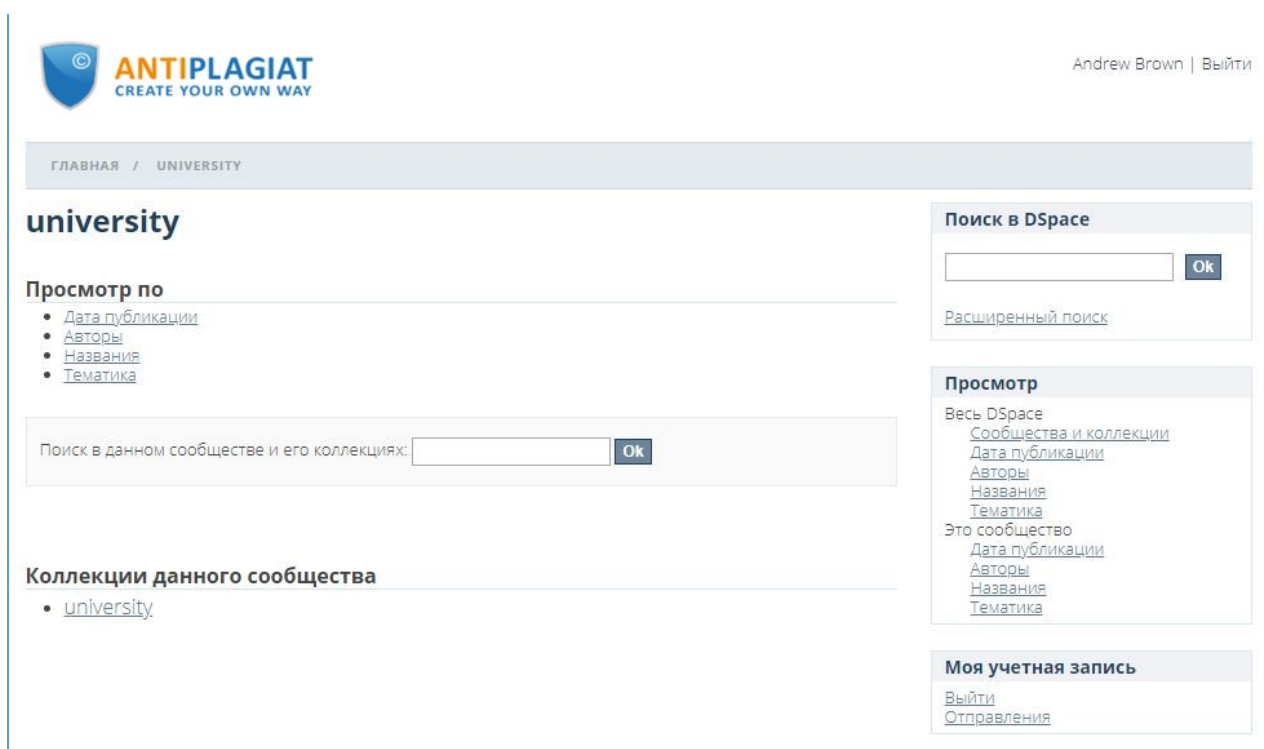 ©
ANTIPLAGIAT
CREATE YOUR OWN WAY
Andrew Brown | Выйти
ГЛАВНАЯ / UNIVERSITY
university
Просмотр по
Дата публикации
Авторы
Названия
Тематика
Поиск в данном сообществе и его коллекциях: Ok
Коллекции данного сообщества
university
Поиск в DSpace
Ok
Расширенный поиск
Просмотр
Весь DSpace
Сообщества и коллекции
Дата публикации
Авторы
Названия
Тематика
Это сообщество
Дата публикации
Авторы
Названия
Тематика
Моя учетная запись
Выйти
Отправления